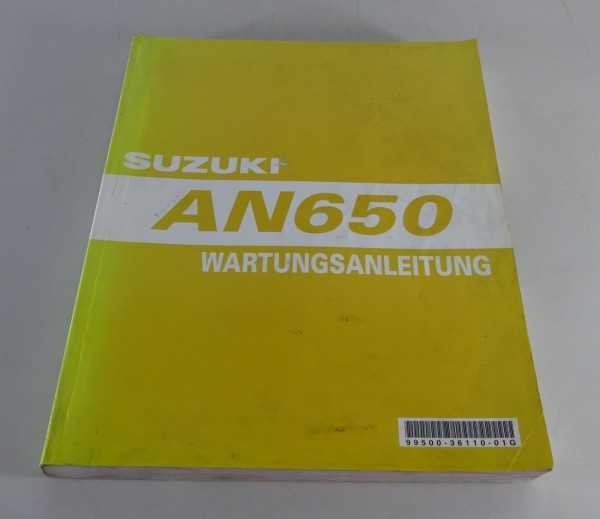 SUZUKI
AN650
WARTUNGSANLEITUNG
99500-36110-01G